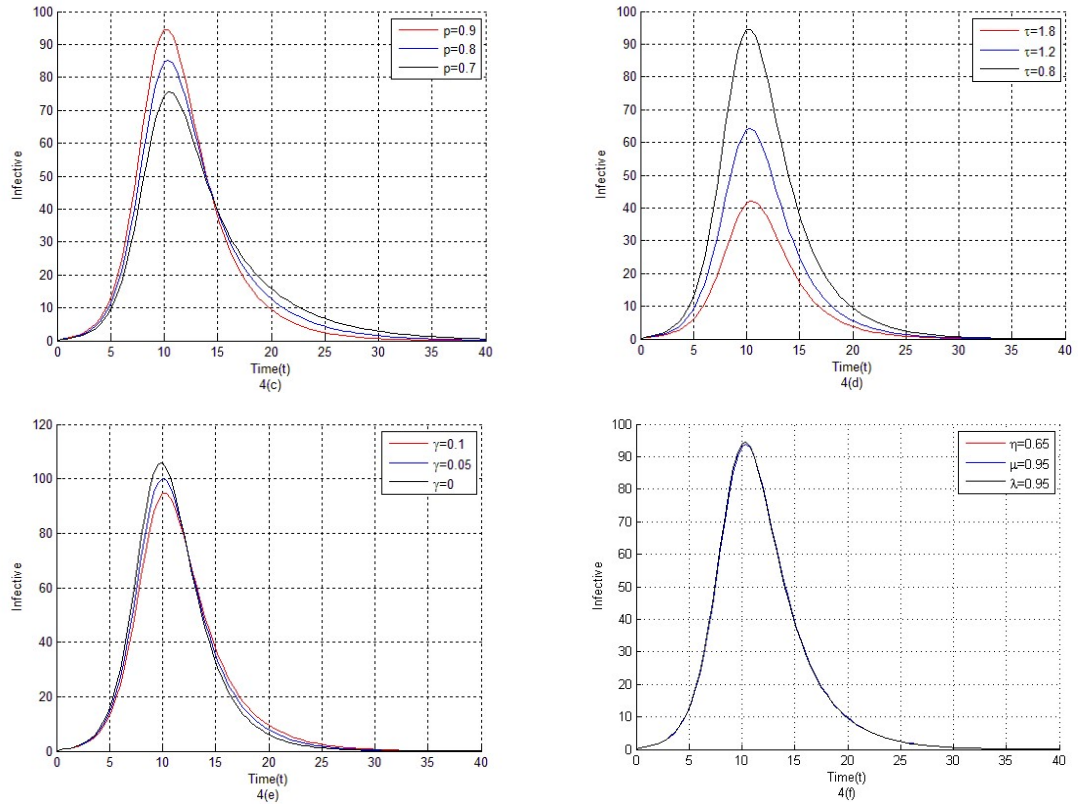 100
90
80
70
60
50
40
30
20
10
0
Infective
p=0.9
p=0.8
p=0.7
0 5 10 15 20 25 30 35 40
Time(t)
4(c)
100
90
80
70
60
50
40
30
20
10
0
Infective
τ=1.8
τ=1.2
τ=0.8
0 5 10 15 20 25 30 35 40
Time(t)
4(d)
120
100
80
60
40
20
0
Infective
γ=0.1
γ=0.05
γ=0
0 5 10 15 20 25 30 35 40
Time(t)
4(e)
100
90
80
70
60
50
40
30
20
10
0
Infective
η=0.65
μ=0.95
λ=0.95
0 5 10 15 20 25 30 35 40
Time(t)
4(f)